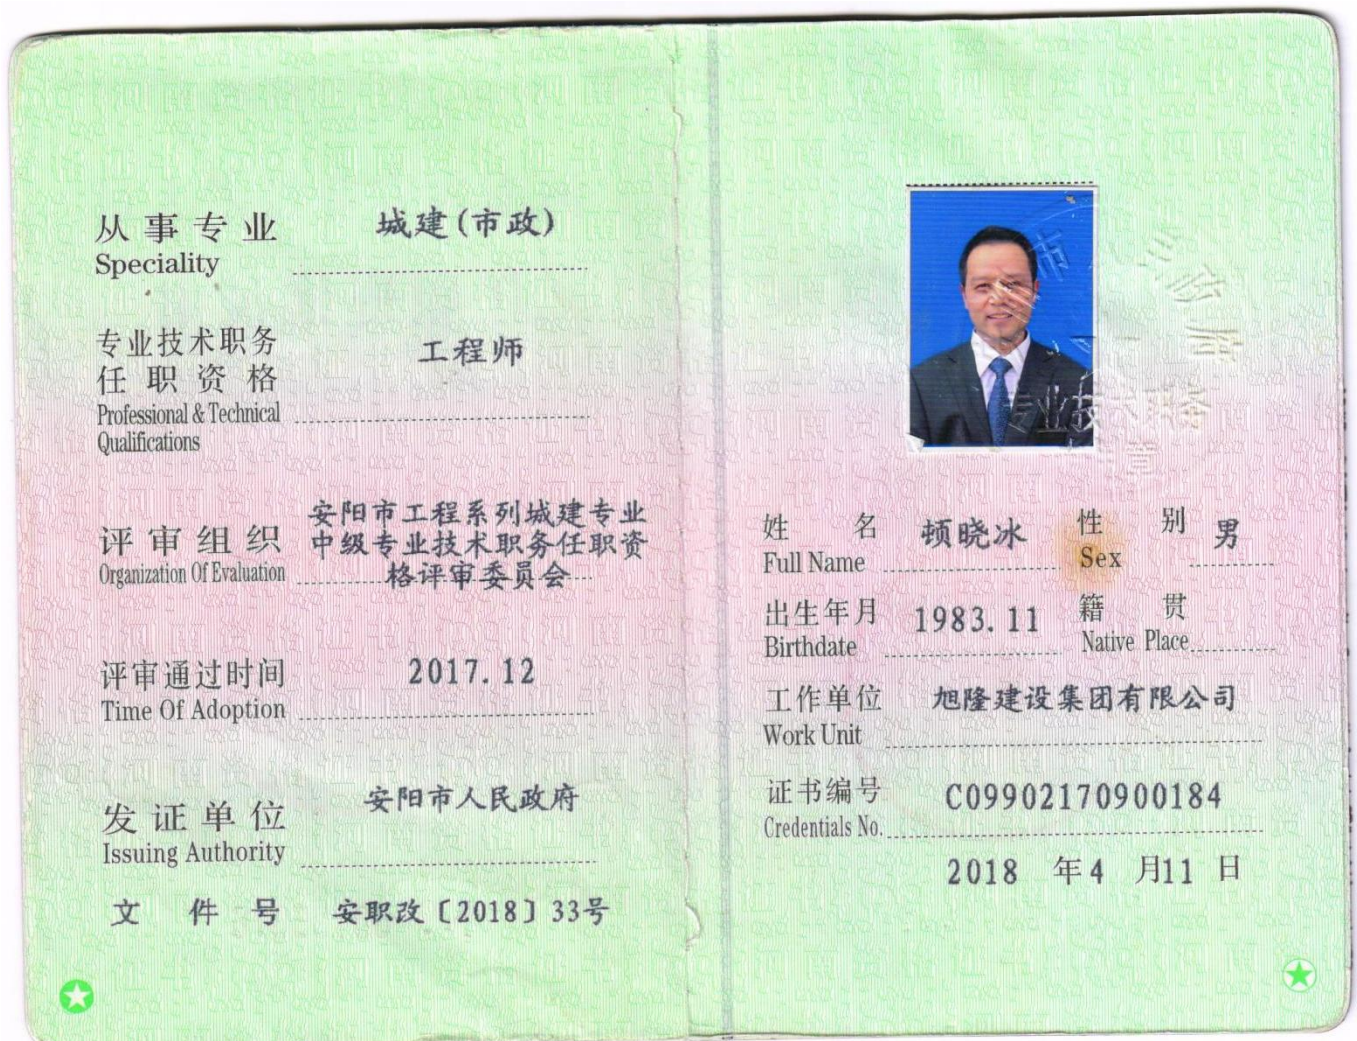 从事专业 城建(市政)
Speciality
专业技术职务
任职资格 工程师
Professional & Technical
Qualifications
评审组织 安阳市工程系列城建专业
中级专业技术职务任职资
格评审委员会
Organization Of Evaluation
评审通过时间 2017.12
Time Of Adoption
发证单位 安阳市人民政府
Issuing Authority
文件号 安职改〔2018〕33号
专业技术职务
姓名 顿晓冰 性别 男
Full Name Sex
出生年月 1983.11 籍贯
Birthdate Native Place
工作单位 旭隆建设集团有限公司
Work Unit
证书编号 C09902170900184
Credentials No.
2018 年4 月11 日